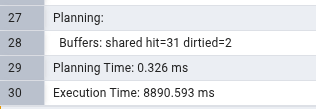 27 Planning:
28 Buffers: shared hit=31 dirtied=2
29 Planning Time: 0.326 ms
30 Execution Time: 8890.593 ms